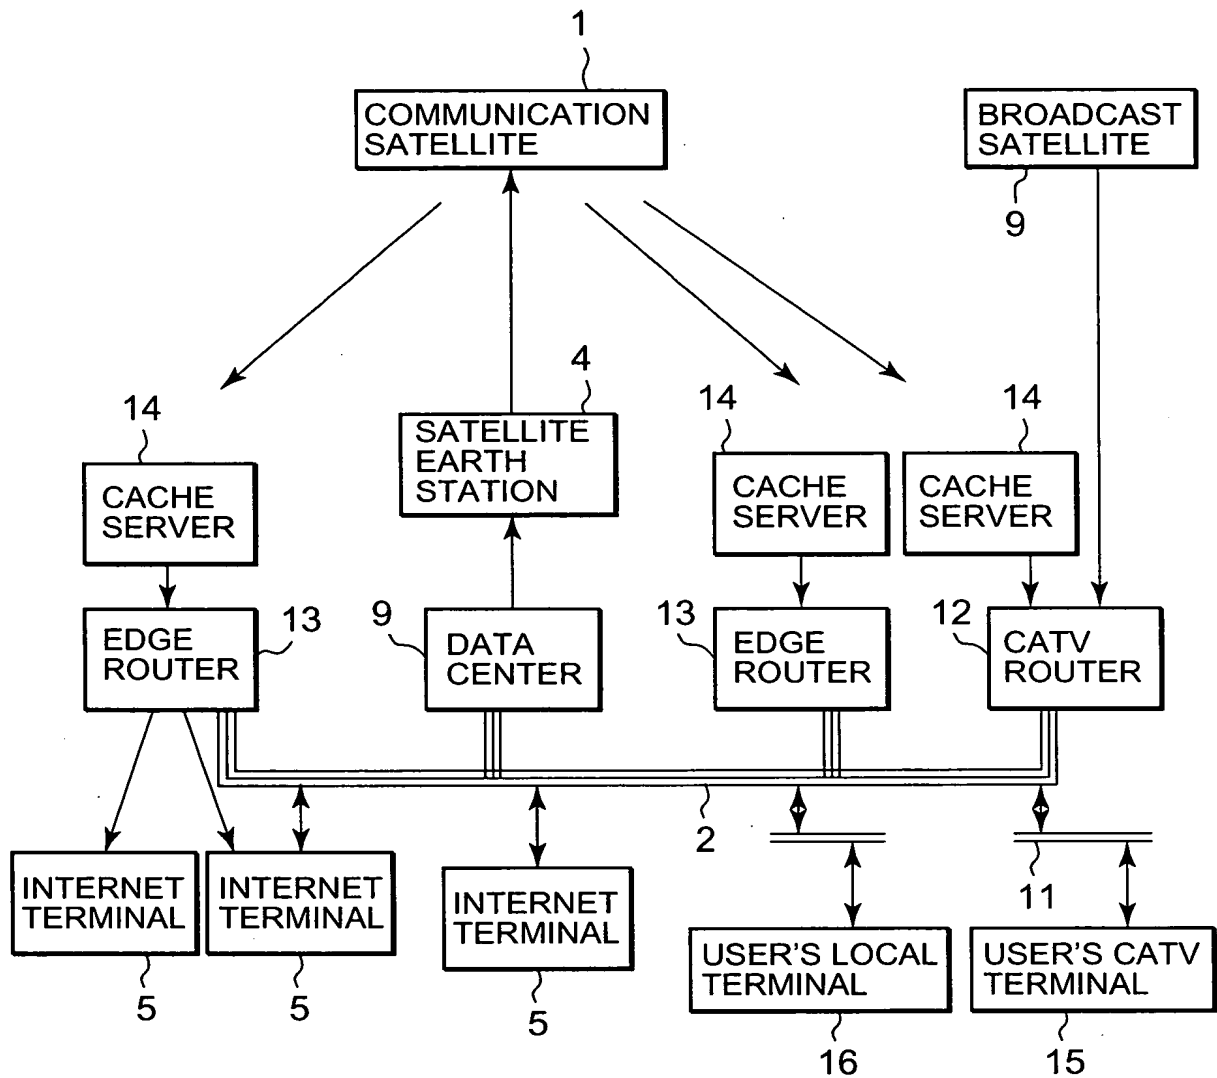 1
COMMUNICATION
SATELLITE
BROADCAST
SATELLITE
9
4
14
14
14
SATELLITE
EARTH
STATION
CACHE
SERVER
CACHE
SERVER
CACHE
SERVER
13
9
13
12
EDGE
ROUTER
DATA
CENTER
EDGE
ROUTER
CATV
ROUTER
2
11
INTERNET
TERMINAL
INTERNET
TERMINAL
INTERNET
TERMINAL
USER'S LOCAL
TERMINAL
USER'S CATV
TERMINAL
5
5
5
16
15